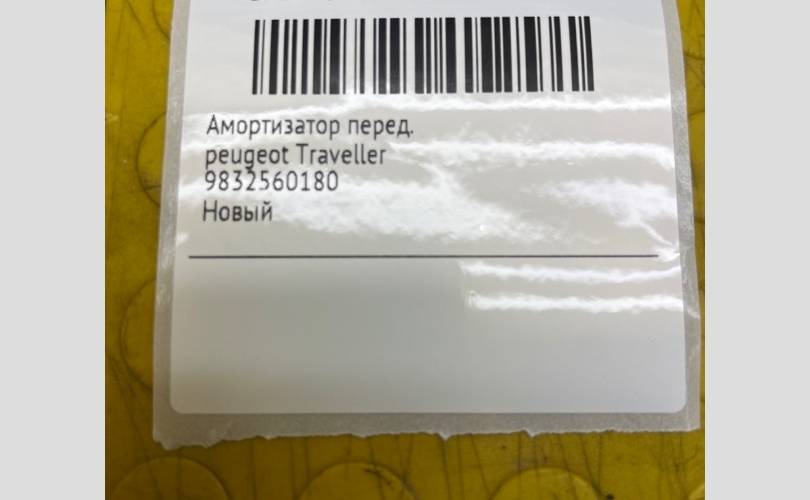 Амортизатор перед.
peugeot Traveller
9832560180
Новый